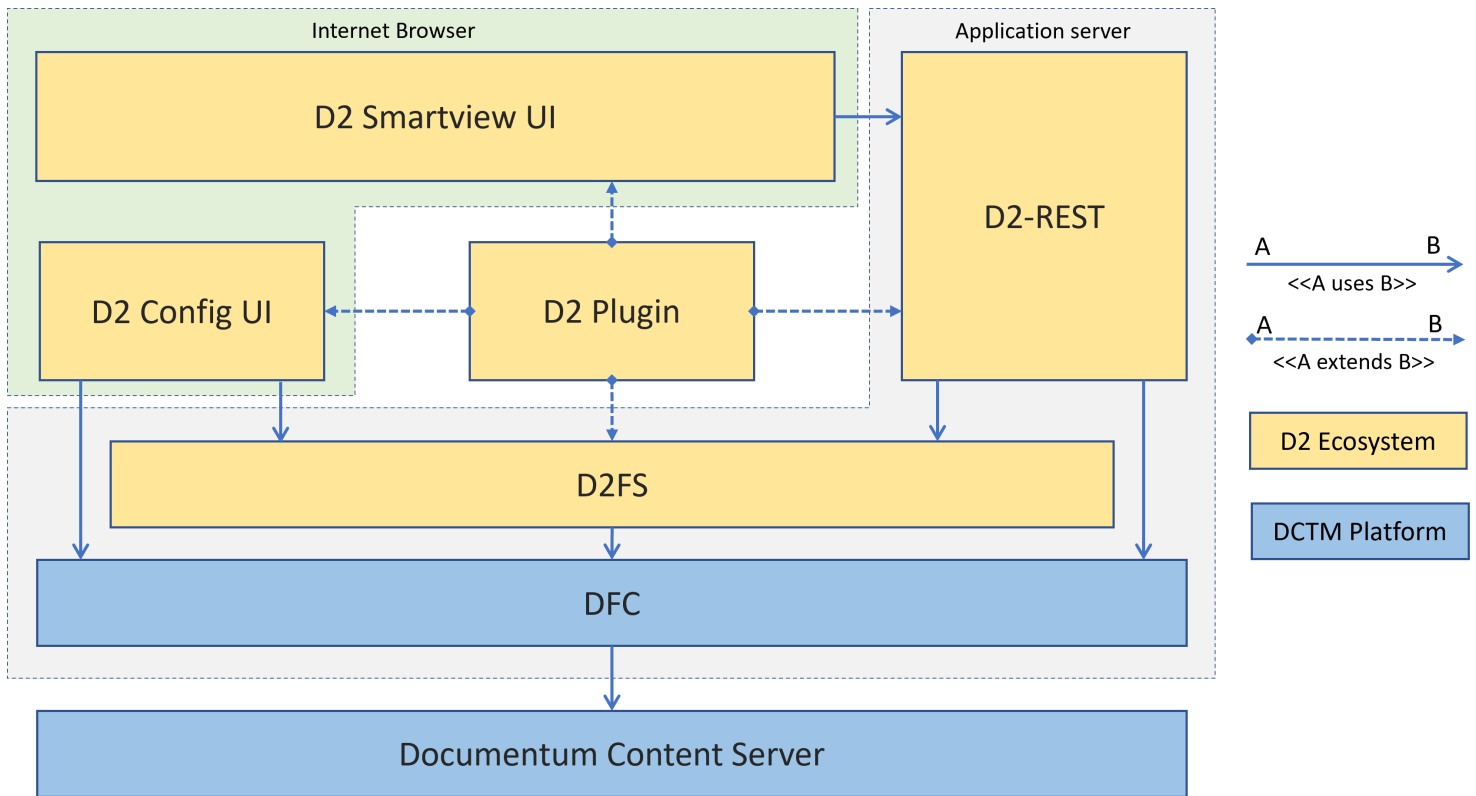 Internet Browser
Application server
D2 Smartview UI
D2-REST
D2 Config UI
D2 Plugin
D2FS
DFC
Documentum Content Server
A B
<<A uses B>>
A B
<<A extends B>>
D2 Ecosystem
DCTM Platform